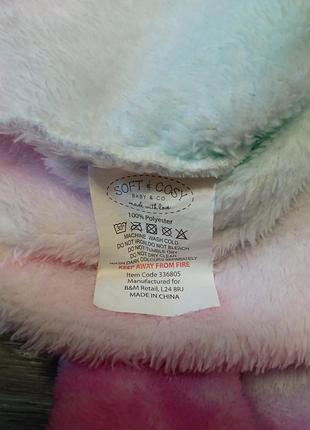 SOFT & COSY
BABY & CO
made with love
100% Polyester
30°
MACHINE WASH COLD
DO NOT IRON.DO NOT BLEACH
DO NOT TUMBLE DRY
DO NOT DRY CLEAN
WASH DARK COLOURS SEPARATELY
KEEP AWAY FROM FIRE
Item Code 336805
Manufactured for
B&M Retail, L24 8RJ
MADE IN CHINA